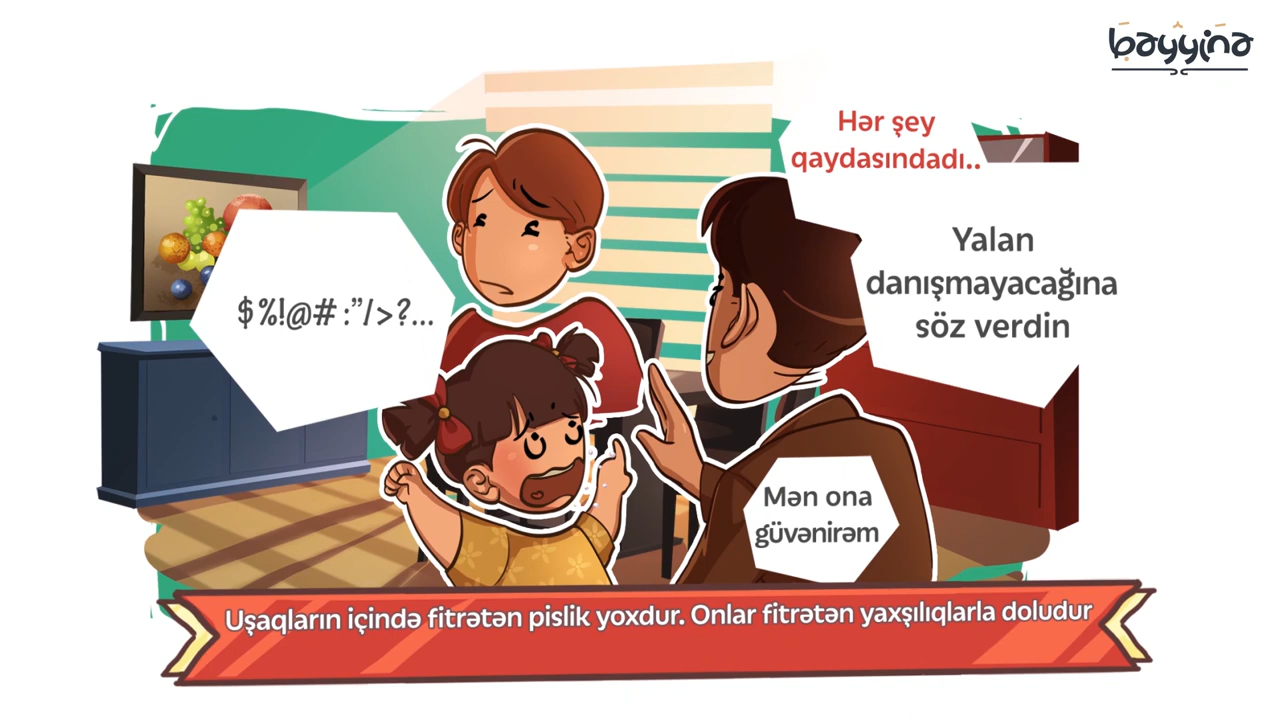 bayyina
Hər şey
qaydasındadı..
$%!@# :”/>?...
Yalan
danışmayacağına
söz verdin
Mən ona
güvənirəm
Uşaqların içində fitrətən pislik yoxdur. Onlar fitrətən yaxşılıqlarla doludur